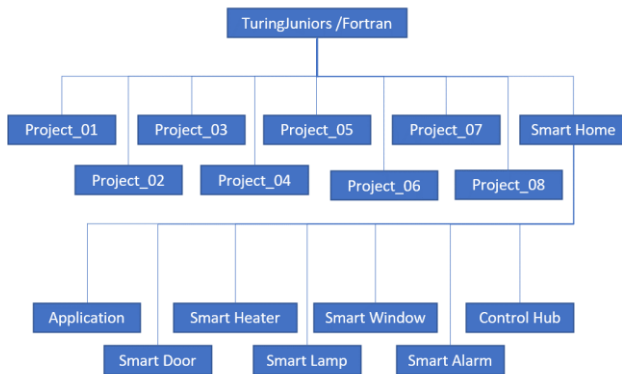 TuringJuniors /Fortran
Project_01
Project_03
Project_05
Project_07
Smart Home
Project_02
Project_04
Project_06
Project_08
Application
Smart Heater
Smart Window
Control Hub
Smart Door
Smart Lamp
Smart Alarm